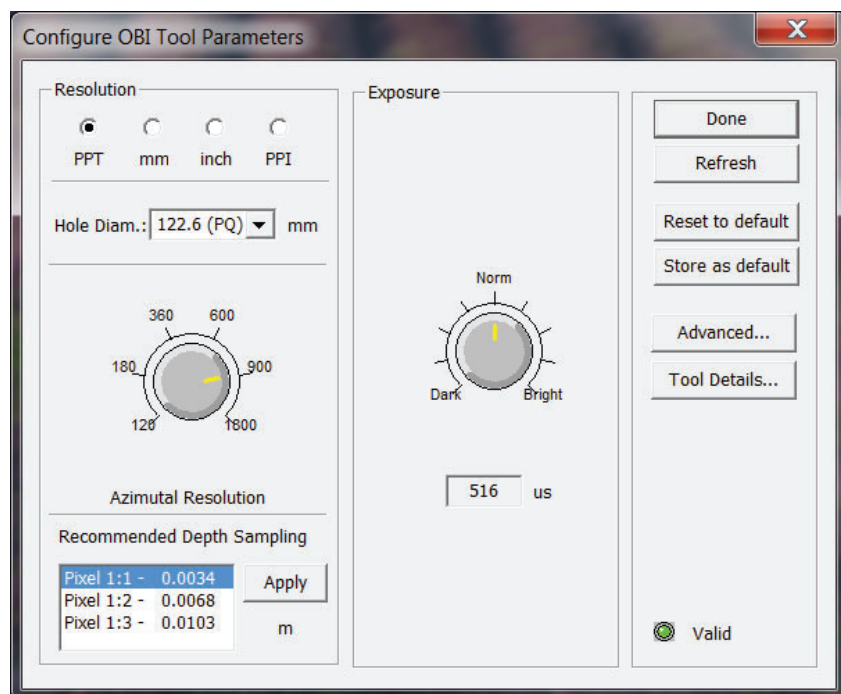 Configure OBI Tool Parameters
X
Resolution
PPT mm inch PPI
Hole Diam.: 122.6 (PQ) mm
360 600
180 900
120 1800
Azimutal Resolution
Recommended Depth Sampling
Pixel 1:1 - 0.0034
Pixel 1:2 - 0.0068
Pixel 1:3 - 0.0103
Apply
m
Exposure
Norm
Dark Bright
516 us
Done
Refresh
Reset to default
Store as default
Advanced...
Tool Details...
Valid